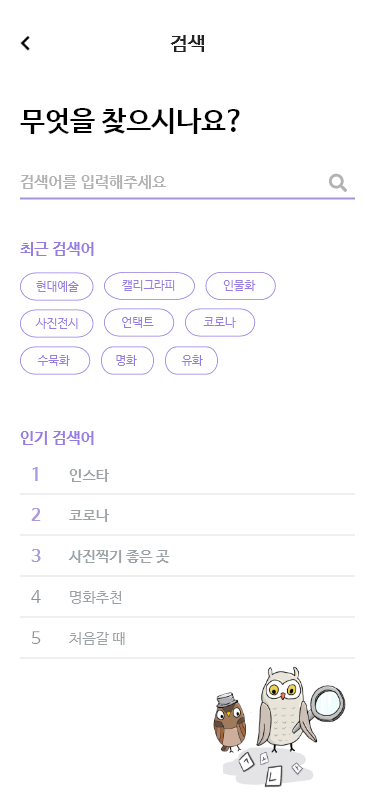 검색
무엇을 찾으시나요?
검색어를 입력해주세요
최근 검색어
현대예술 캘리그라피 인물화
사진전시 언택트 코로나
수묵화 명화 유화
인기 검색어
1 인스타
2 코로나
3 사진찍기 좋은 곳
4 명화추천
5 처음갈 때